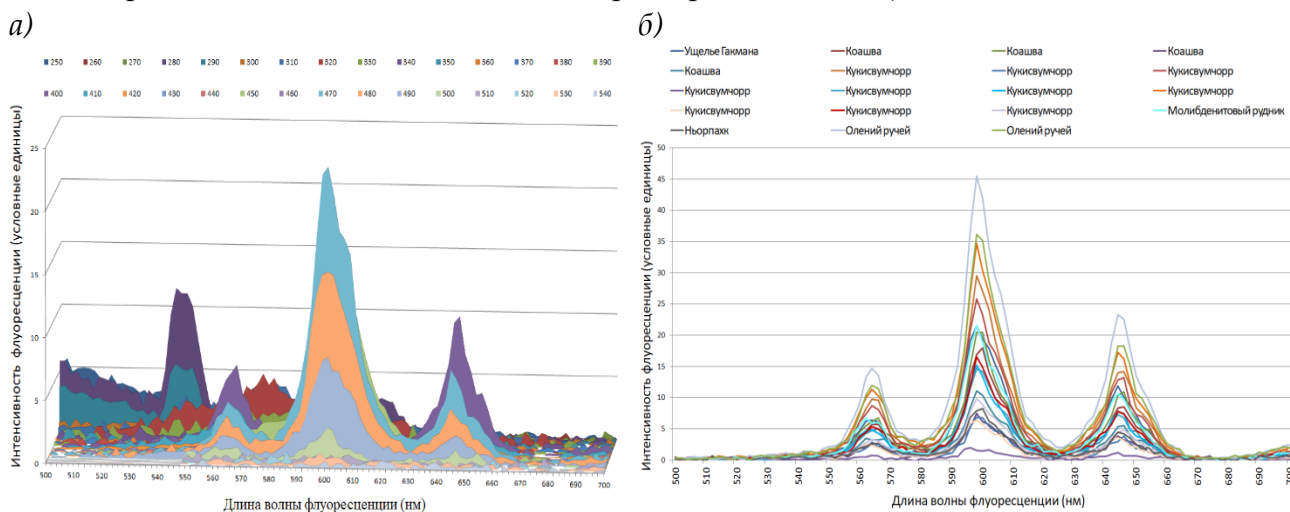 а)
250 260 270 280 290 300 310 320 330 340 350 360 370 380 390
400 410 420 430 440 450 460 470 480 490 500 510 520 530 540
Интенсивность флуоресценции (условные единицы)
25
20
15
10
5
0
500 510 520 530 540 550 560 570 580 590 600 610 620 630 640 650 660 670 680 690 700
Длина волны флуоресценции (нм)
б)
Ущелье Гакмана Коашва Коашва Коашва
Коашва Кукисвумчорр Кукисвумчорр Кукисвумчорр
Кукисвумчорр Кукисвумчорр Кукисвумчорр Кукисвумчорр
Кукисвумчорр Кукисвумчорр Кукисвумчорр Молибденитовый рудник
Ньорпахк Олений ручей Олений ручей
Интенсивность флуоресценции (условные единицы)
50
45
40
35
30
25
20
15
10
5
0
500 510 520 530 540 550 560 570 580 590 600 610 620 630 640 650 660 670 680 690 700
Длина волны флуоресценции (нм)